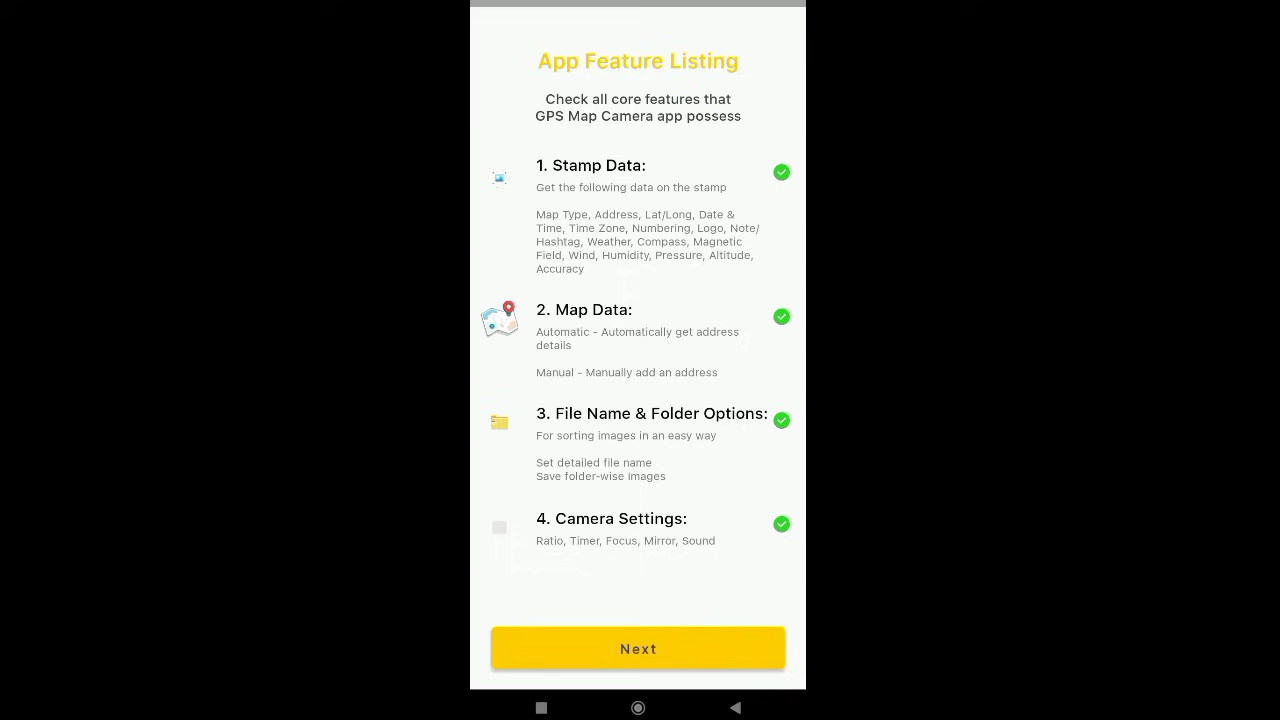 App Feature Listing
Check all core features that
GPS Map Camera app possess
1. Stamp Data:
Get the following data on the stamp
Map Type, Address, Lat/Long, Date &
Time, Time Zone, Numbering, Logo, Note/
Hashtag, Weather, Compass, Magnetic
Field, Wind, Humidity, Pressure, Altitude,
Accuracy
2. Map Data:
Automatic - Automatically get address
details
Manual - Manually add an address
3. File Name & Folder Options:
For sorting images in an easy way
Set detailed file name
Save folder-wise Images
4. Camera Settings:
Ratio, Timer, Focus, Mirror, Sound
Next